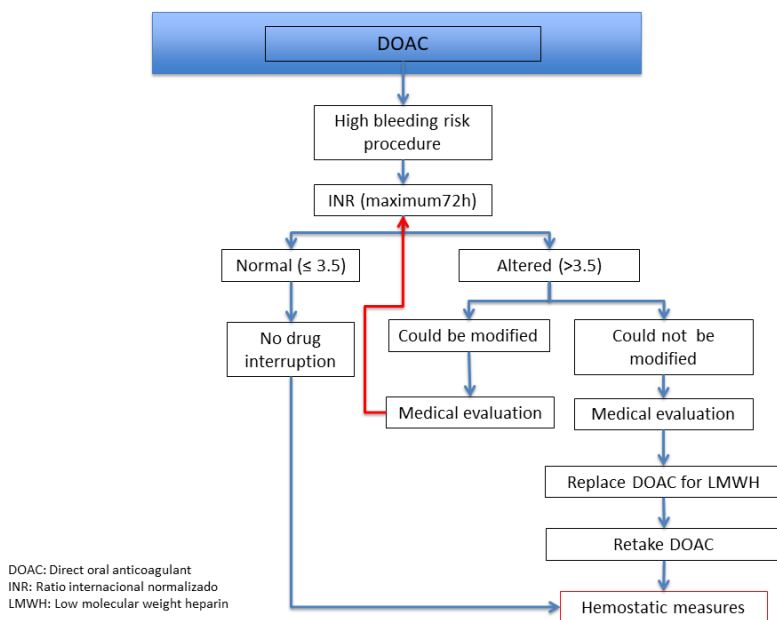 DOAC
High bleeding risk
procedure
INR (maximum72h)
Normal (≤ 3.5)
Altered (>3.5)
No drug
interruption
Could be modified
Could not be
modified
Medical evaluation
Medical evaluation
Replace DOAC for LMWH
Retake DOAC
Hemostatic measures
DOAC: Direct oral anticoagulant
INR: Ratio internacional normalizado
LMWH: Low molecular weight heparin